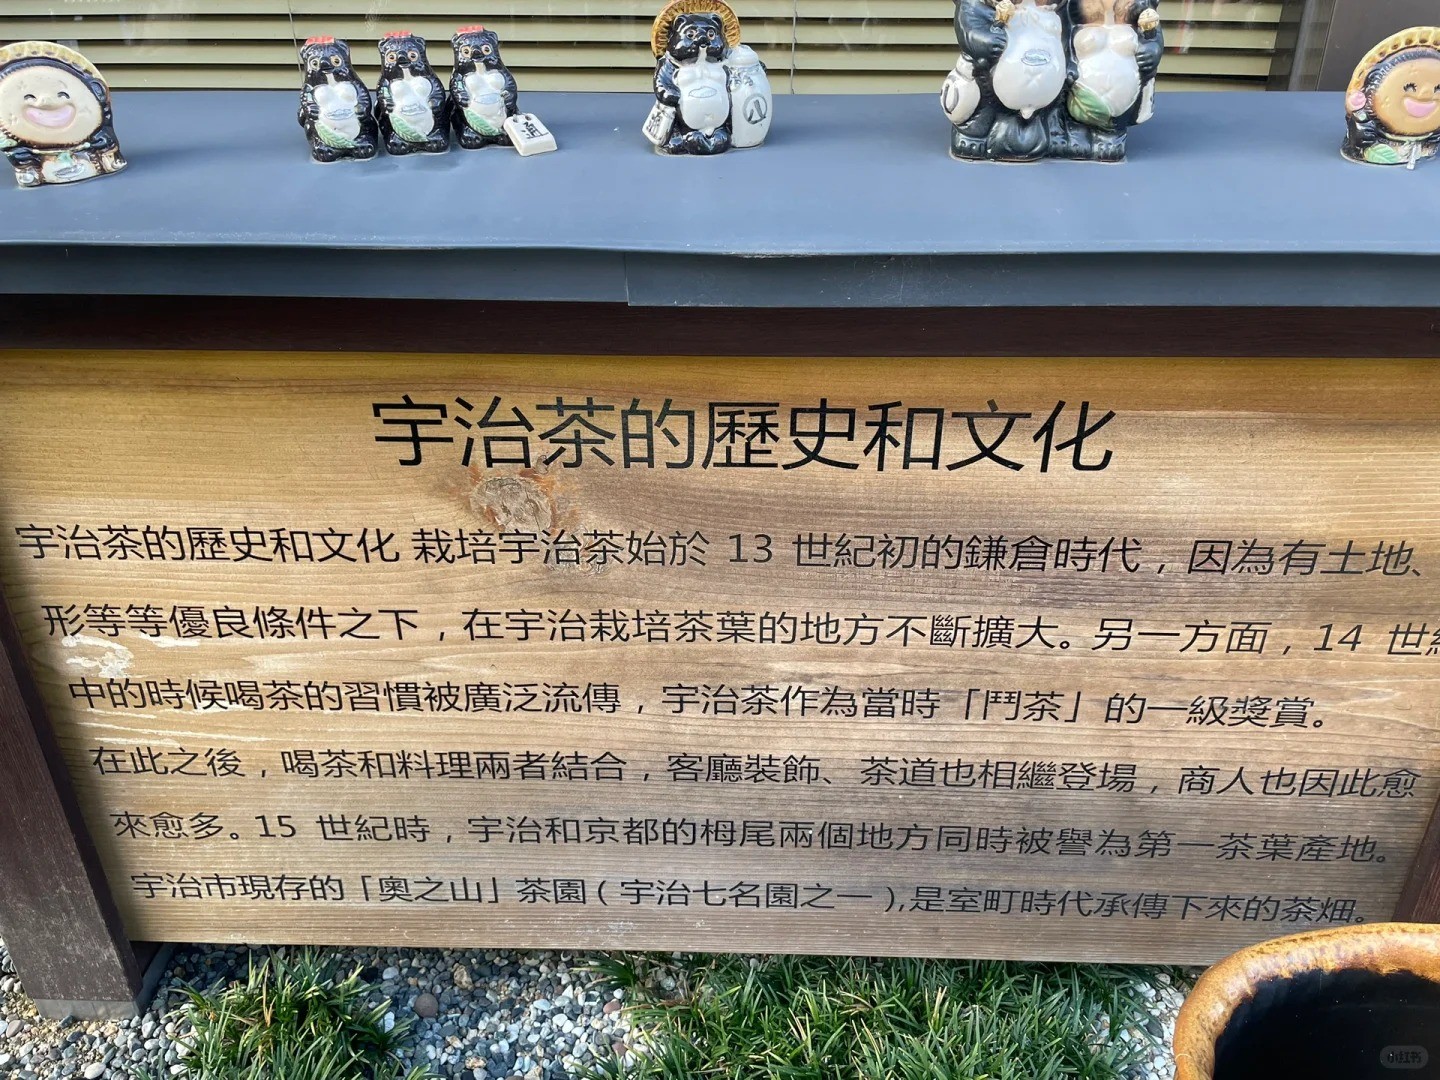 宇治茶的歷史和文化
宇治茶的歷史和文化 栽培宇治茶始於 13 世紀初的鎌倉時代，因為有土地、
形等等優良條件之下，在宇治栽培茶葉的地方不斷擴大。另一方面，14 世紀
中的時候喝茶的習慣被廣泛流傳，宇治茶作為當時「鬥茶」的一級獎賞。
在此之後，喝茶和料理兩者結合，客廳裝飾、茶道也相繼登場，商人也因此愈
來愈多。15 世紀時，宇治和京都的栂尾兩個地方同時被譽為第一茶葉產地。
宇治市現存的「奧之山」茶園（宇治七名園之一),是室町時代承傳下來的茶畑。
小红书